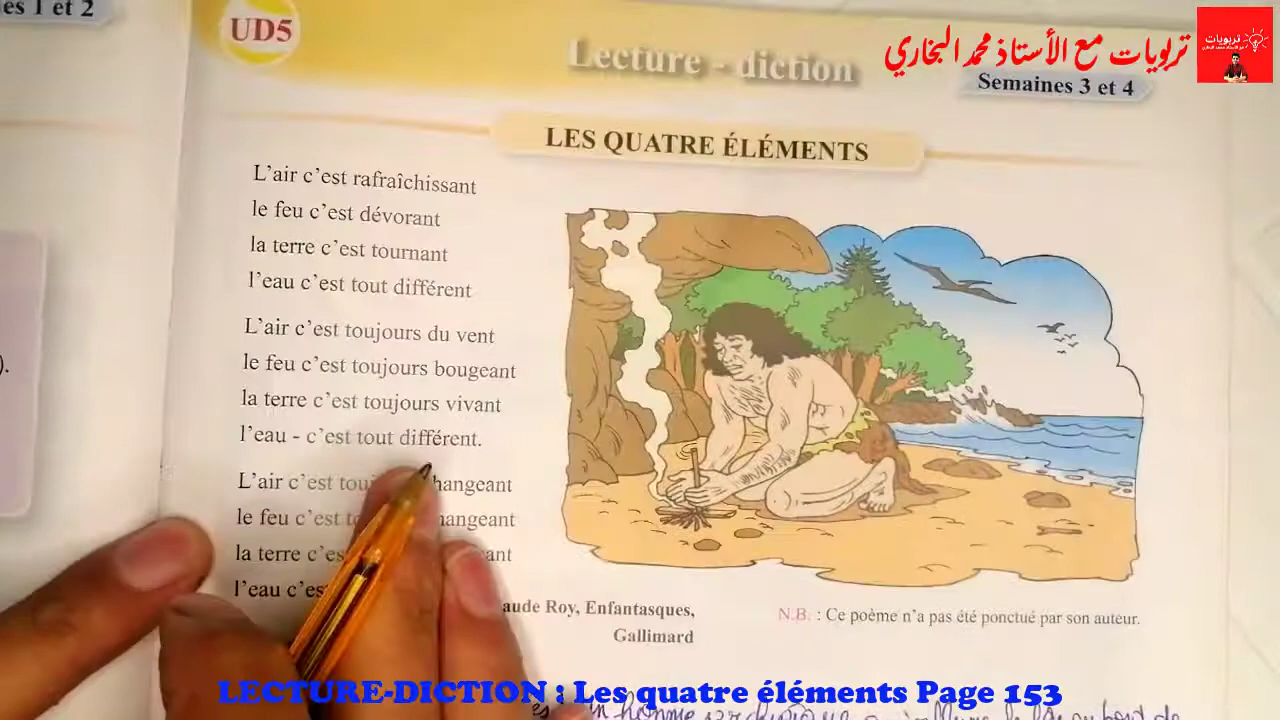 es 1 et 2
UD5
Lecture - diction
Semaines 3 et 4
تربويات مع الأستاذ محمد البخاري
تربويات
LES QUATRE ÉLÉMENTS
L'air c'est rafraîchissant
le feu c'est dévorant
la terre c'est tournant
l'eau c'est tout différent
L'air c'est toujours du vent
le feu c'est toujours bougeant
la terre c'est toujours vivant
l'eau - c'est tout différent.
).
L'air c'est hangeant
le feu c'est angeant
la terre c'es ant
l'eau c'es
aude Roy, Enfantasques,
Gallimard
N.B. : Ce poème n'a pas été ponctué par son auteur.
LECTURE-DICTION : Les quatre éléments Page 153
un homme